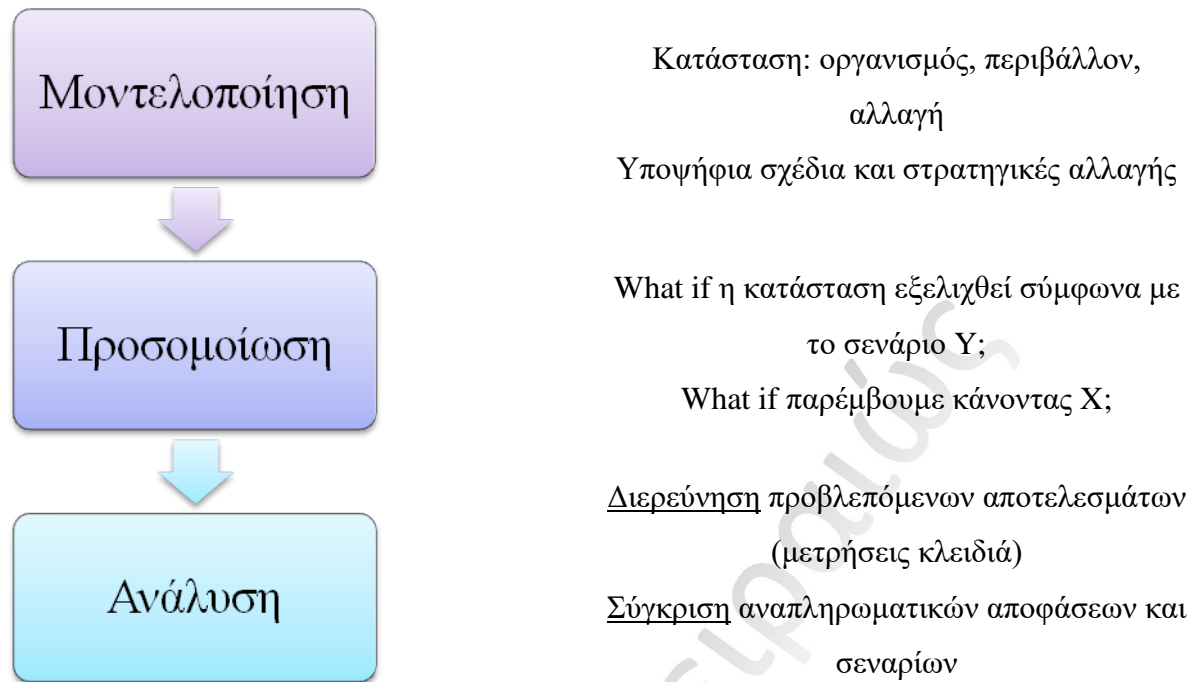 Μοντελοποίηση
Κατάσταση: οργανισμός, περιβάλλον,
αλλαγή
Υποψήφια σχέδια και στρατηγικές αλλαγής
Προσομοίωση
What if η κατάσταση εξελιχθεί σύμφωνα με
το σενάριο Υ;
What if παρέμβουμε κάνοντας Χ;
Ανάλυση
Διερεύνηση προβλεπόμενων αποτελεσμάτων
(μετρήσεις κλειδιά)
Σύγκριση αναπληρωματικών αποφάσεων και
σεναρίων